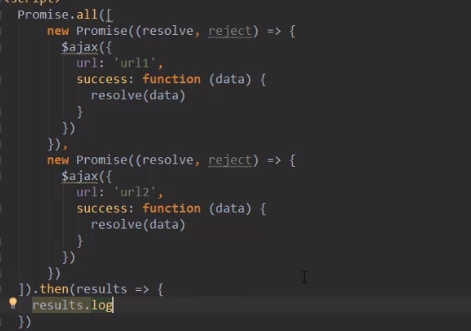 <script>
Promise.all([
    new Promise((resolve, reject) => {
      $ajax({
        url: 'url1',
        success: function (data) {
          resolve(data)
        }
      })
    }),
    new Promise((resolve, reject) => {
      $ajax({
        url: 'url2',
        success: function (data) {
          resolve(data)
        }
      })
    })
]).then(results => {
  results.log
})